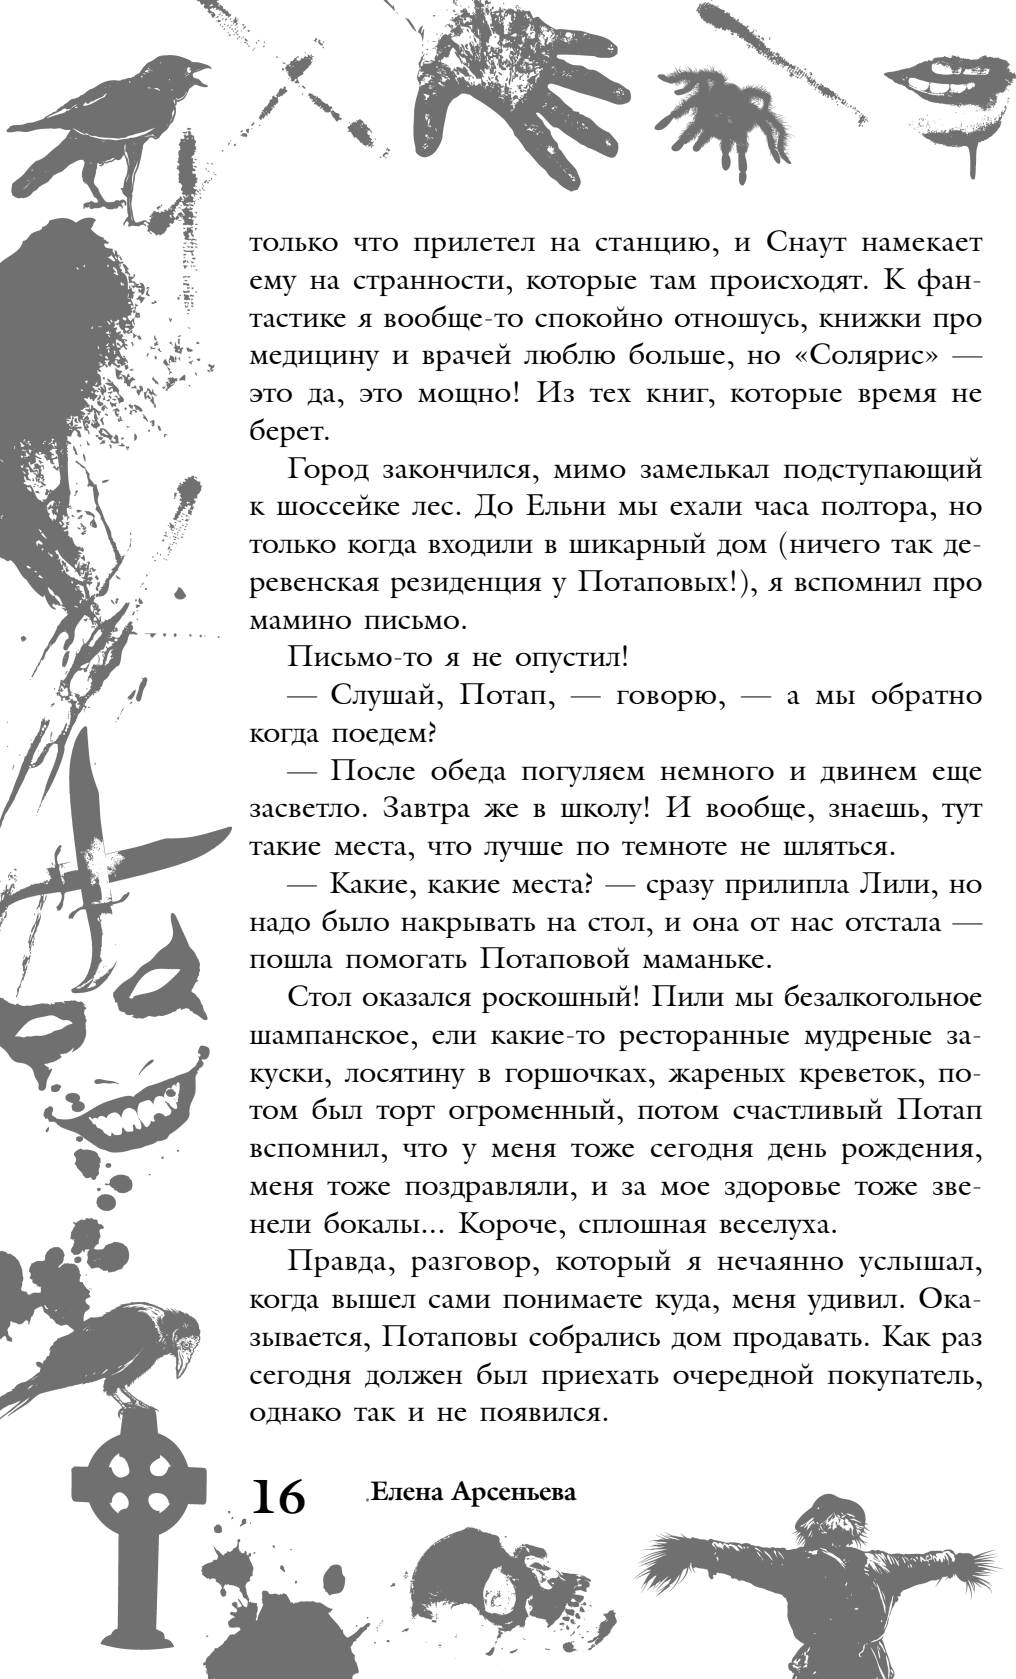 только что прилетел на станцию, и Снаут намекает
ему на странности, которые там происходят. К фан-
тастике я вообще-то спокойно отношусь, книжки про
медицину и врачей люблю больше, но «Солярис» —
это да, это мощно! Из тех книг, которые время не
берет.
Город закончился, мимо замелькал подступающий
к шоссейке лес. До Ельни мы ехали часа полтора, но
только когда входили в шикарный дом (ничего так де-
ревенская резиденция у Потаповых!), я вспомнил про
мамино письмо.
Письмо-то я не опустил!
— Слушай, Потап, — говорю, — а мы обратно
когда поедем?
— После обеда погуляем немного и двинем еще
засветло. Завтра же в школу! И вообще, знаешь, тут
такие места, что лучше по темноте не шляться.
— Какие, какие места? — сразу прилипла Лили, но
надо было накрывать на стол, и она от нас отстала —
пошла помогать Потаповой маманьке.
Стол оказался роскошный! Пили мы безалкогольное
шампанское, ели какие-то ресторанные мудреные за-
куски, лосятину в горшочках, жареных креветок, по-
том был торт огроменный, потом счастливый Потап
вспомнил, что у меня тоже сегодня день рождения,
меня тоже поздравляли, и за мое здоровье тоже зве-
нели бокалы... Короче, сплошная веселуха.
Правда, разговор, который я нечаянно услышал,
когда вышел сами понимаете куда, меня удивил. Ока-
зывается, Потаповы собрались дом продавать. Как раз
сегодня должен был приехать очередной покупатель,
однако так и не появился.
16 Елена Арсеньева